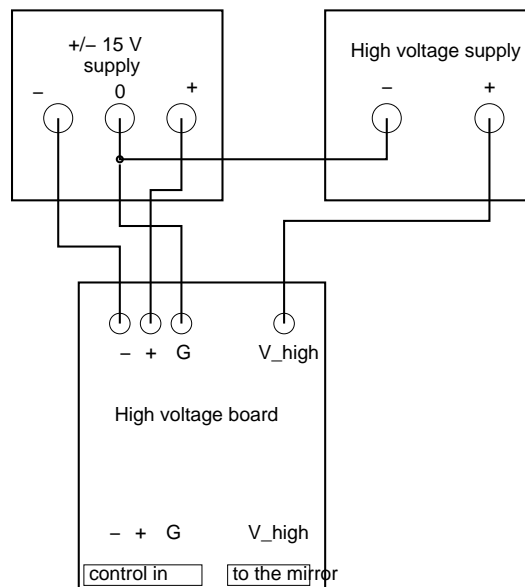 +/− 15 V
supply
− 0 +
High voltage supply
− +
− + G V_high
High voltage board
− + G V_high
control in to the mirror